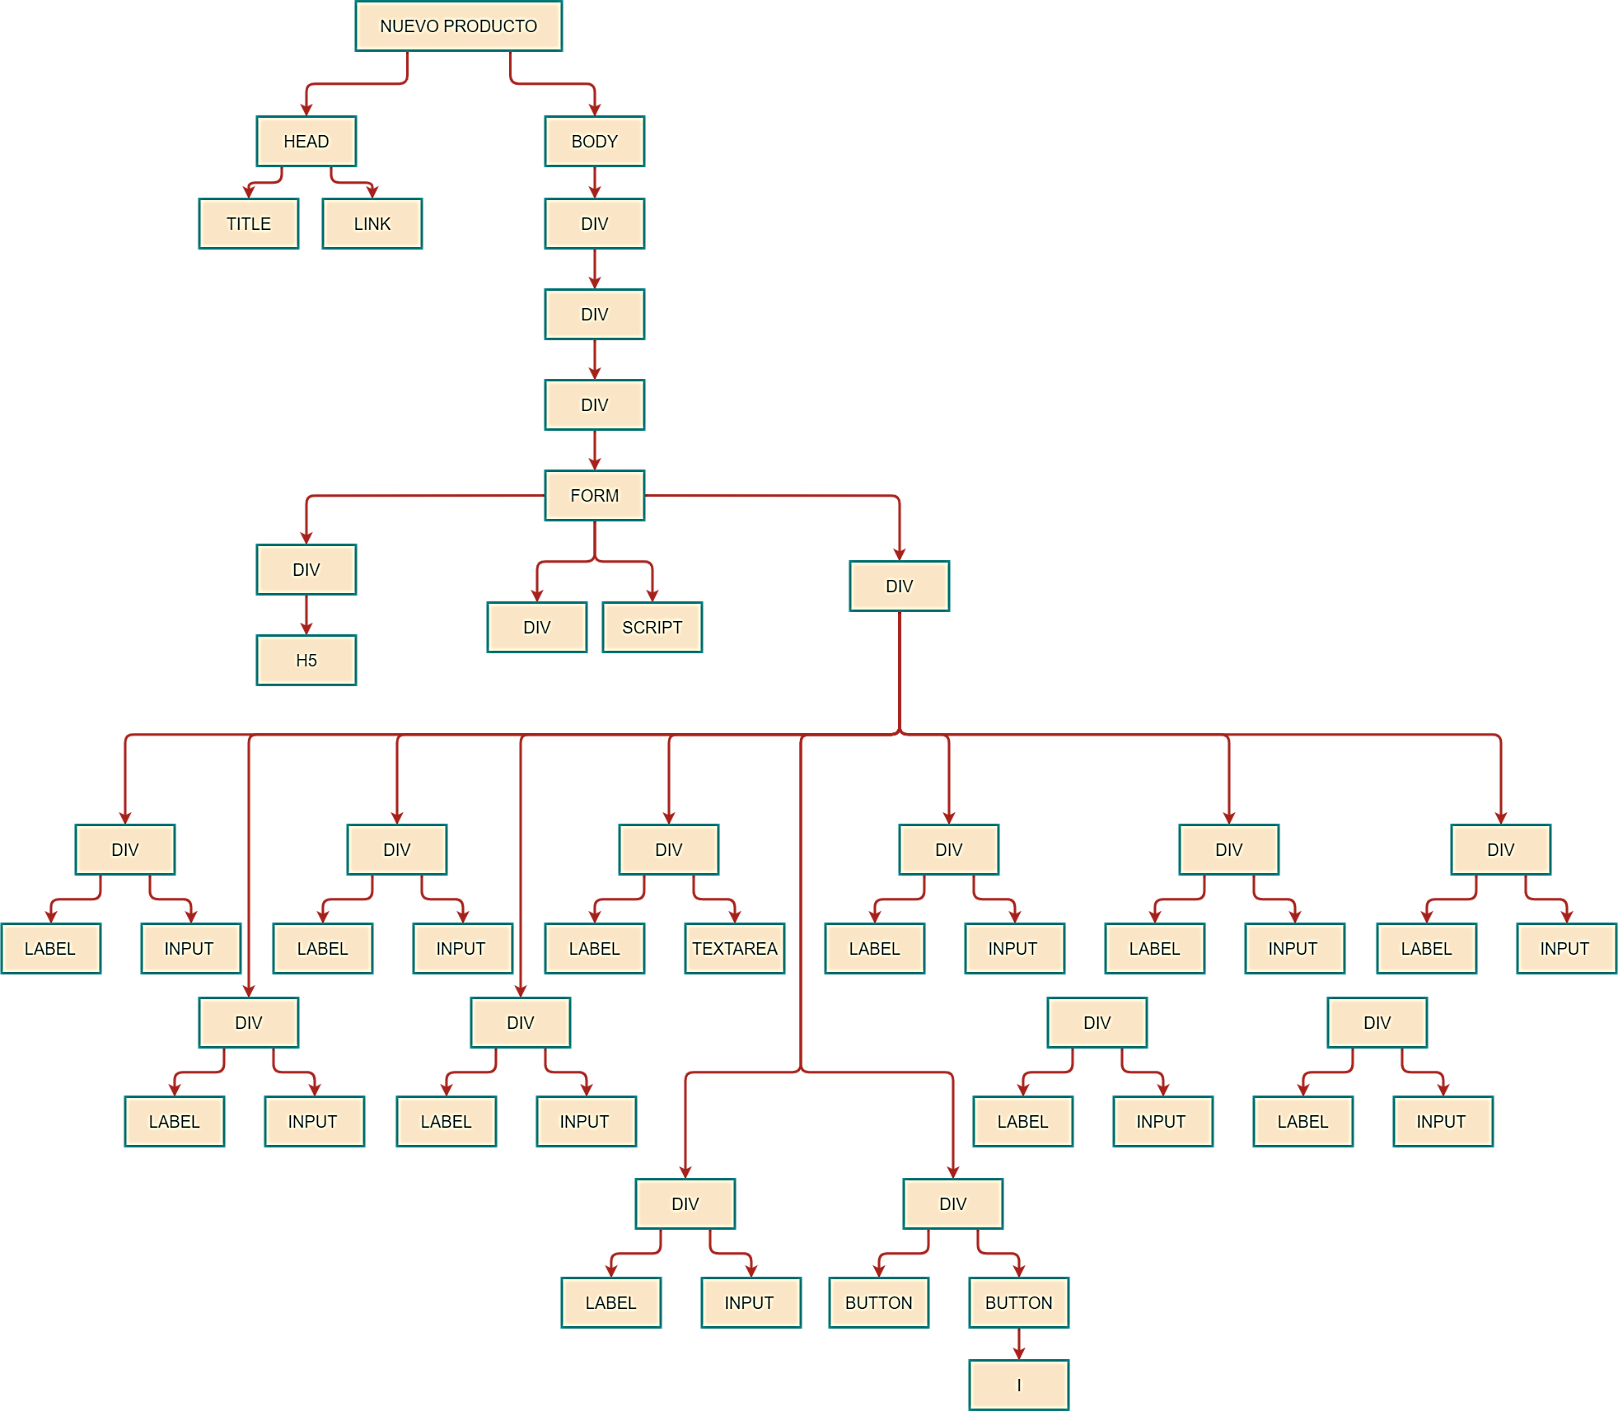 NUEVO PRODUCTO
HEAD
BODY
TITLE
LINK
DIV
DIV
DIV
FORM
DIV
DIV
DIV
SCRIPT
H5
DIV
DIV
DIV
DIV
DIV
DIV
LABEL
INPUT
LABEL
INPUT
LABEL
TEXTAREA
LABEL
INPUT
LABEL
INPUT
LABEL
INPUT
DIV
DIV
DIV
DIV
LABEL
INPUT
LABEL
INPUT
LABEL
INPUT
LABEL
INPUT
DIV
DIV
LABEL
INPUT
BUTTON
BUTTON
I